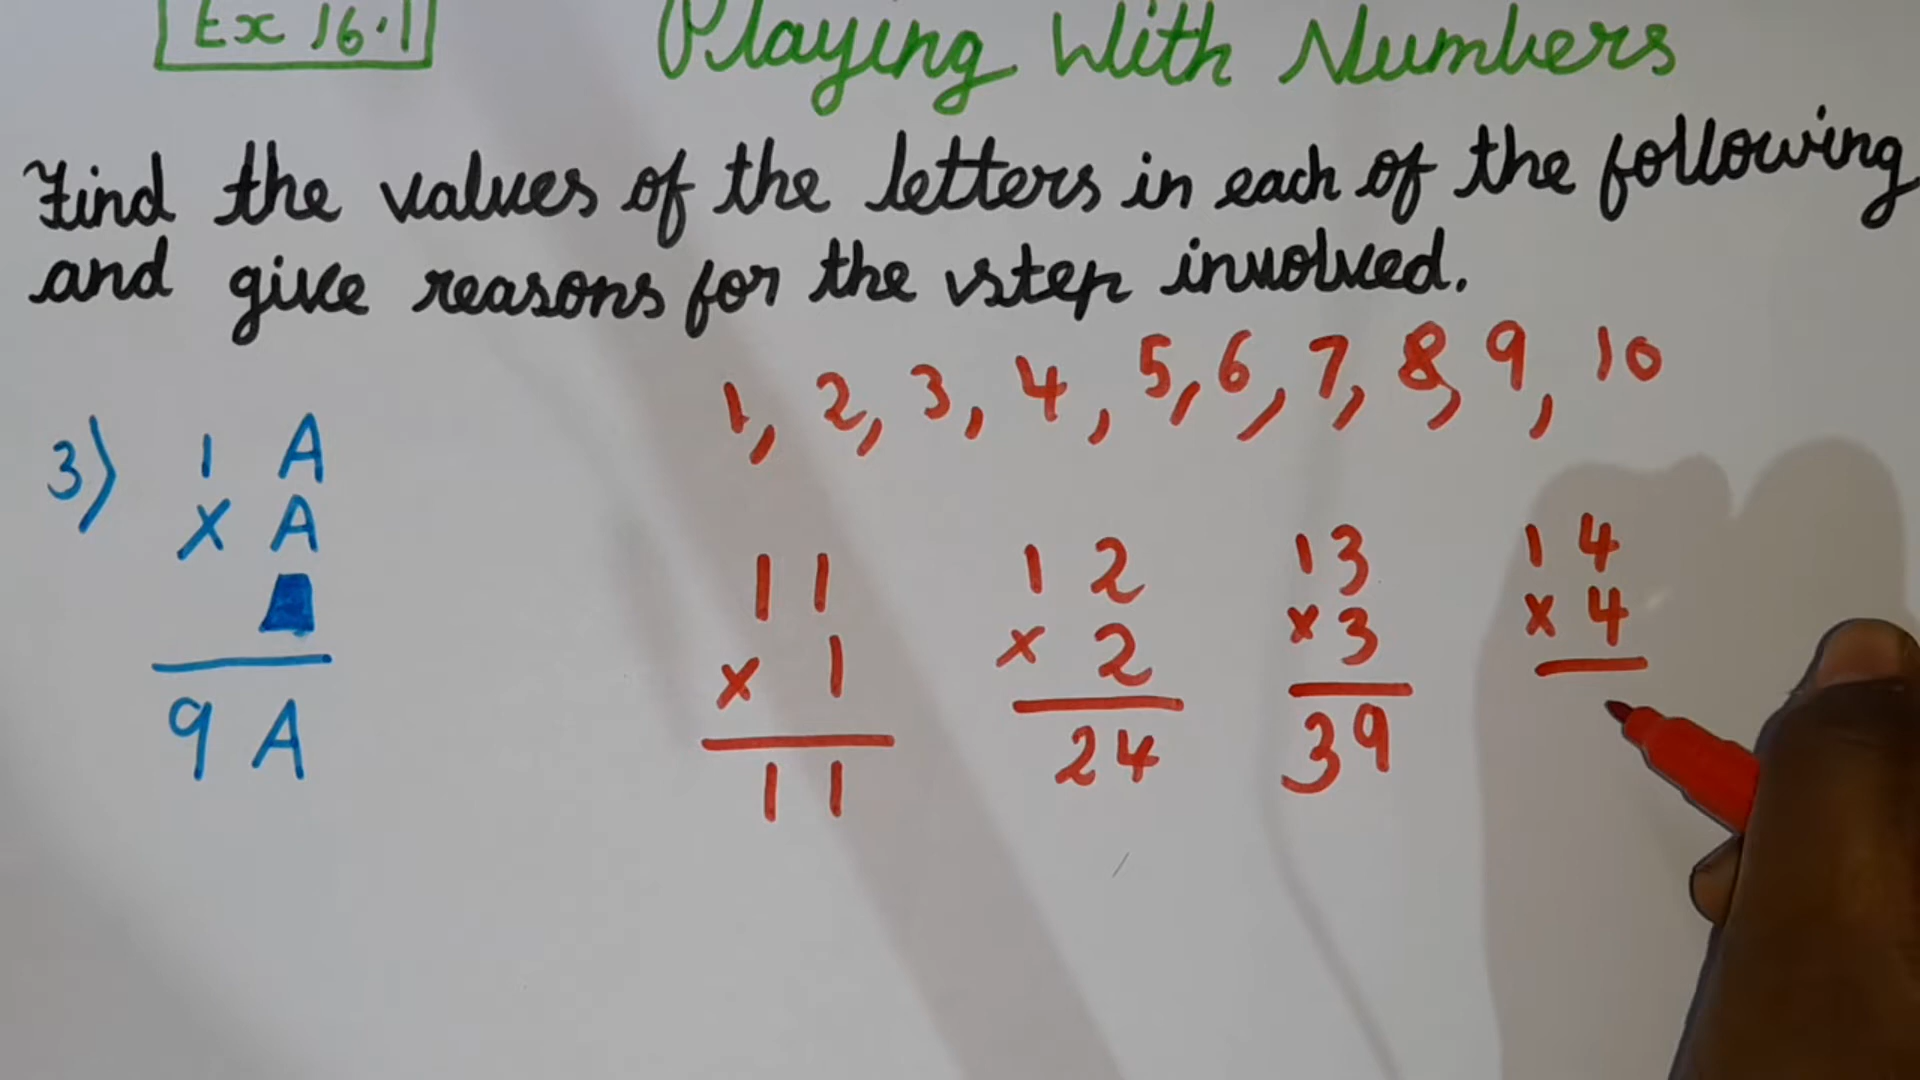 Ex 16.1
Playing With Numbers
Find the values of the letters in each of the following
and give reasons for the step involved.
1, 2, 3, 4, 5, 6, 7, 8, 9, 10
3) 1 A
× A
9 A
1 1
× 1
1 1
1 2
× 2
2 4
1 3
× 3
3 9
1 4
× 4